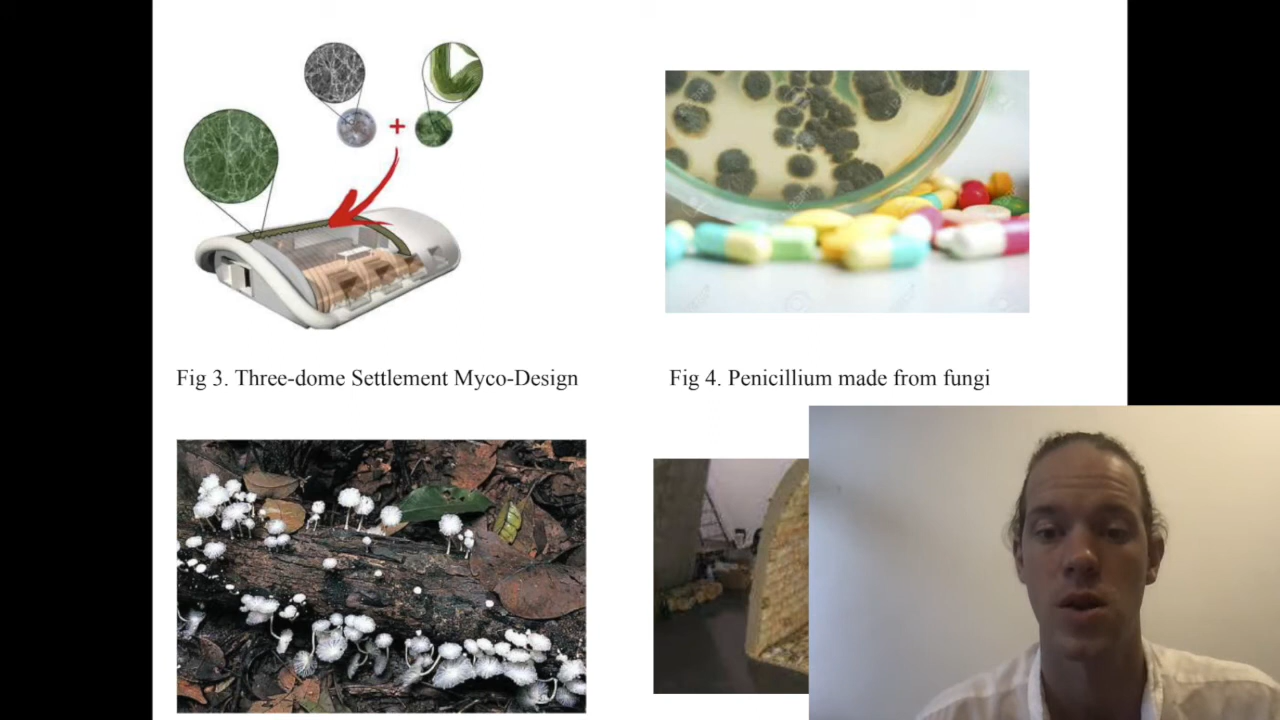 Fig 3. Three-dome Settlement Myco-Design
Fig 4. Penicillium made from fungi